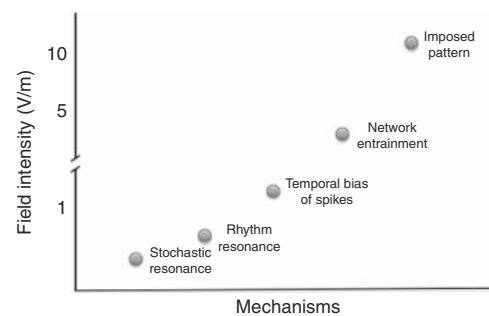 Field intensity (V/m)
10
5
1
Imposed
pattern
Network
entrainment
Temporal bias
of spikes
Rhythm
resonance
Stochastic
resonance
Mechanisms